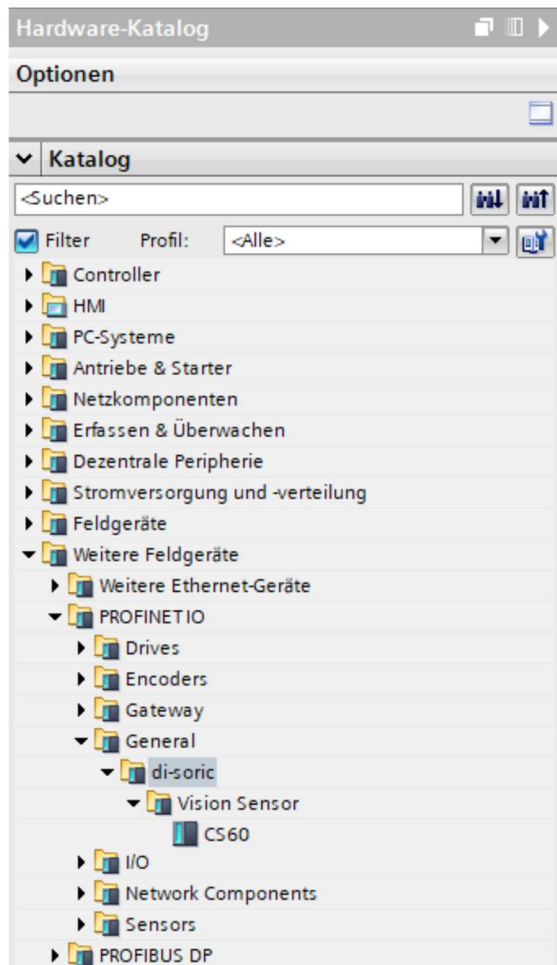 Hardware-Katalog
Optionen
Katalog
<Suchen>
Filter Profil: <Alle>
Controller
HMI
PC-Systeme
Antriebe & Starter
Netzkomponenten
Erfassen & Überwachen
Dezentrale Peripherie
Stromversorgung und -verteilung
Feldgeräte
Weitere Feldgeräte
Weitere Ethernet-Geräte
PROFINET IO
Drives
Encoders
Gateway
General
di-soric
Vision Sensor
CS60
I/O
Network Components
Sensors
PROFIBUS DP